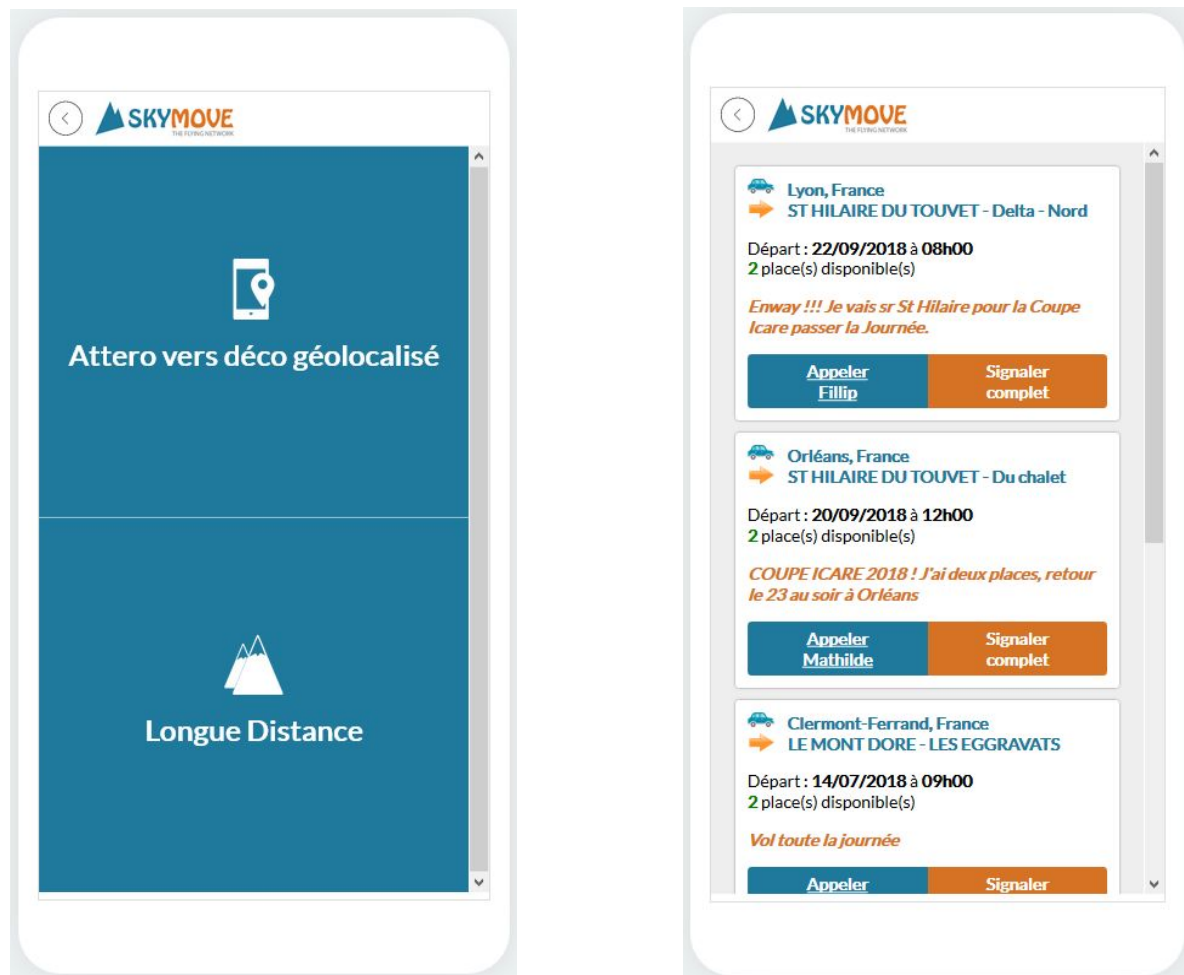 SKYMOVE
THE FLYING NETWORK
Attero vers déco géolocalisé
Longue Distance
SKYMOVE
THE FLYING NETWORK
Lyon, France
ST HILAIRE DU TOUVET - Delta - Nord
Départ : 22/09/2018 à 08h00
2 place(s) disponible(s)
Enway !!! Je vais sr St Hilaire pour la Coupe
Icare passer la Journée.
Appeler Signaler
Fillip complet
Orléans, France
ST HILAIRE DU TOUVET - Du chalet
Départ : 20/09/2018 à 12h00
2 place(s) disponible(s)
COUPE ICARE 2018 ! J'ai deux places, retour
le 23 au soir à Orléans
Appeler Signaler
Mathilde complet
Clermont-Ferrand, France
LE MONT DORE - LES EGGRAVATS
Départ : 14/07/2018 à 09h00
2 place(s) disponible(s)
Vol toute la journée
Appeler Signaler